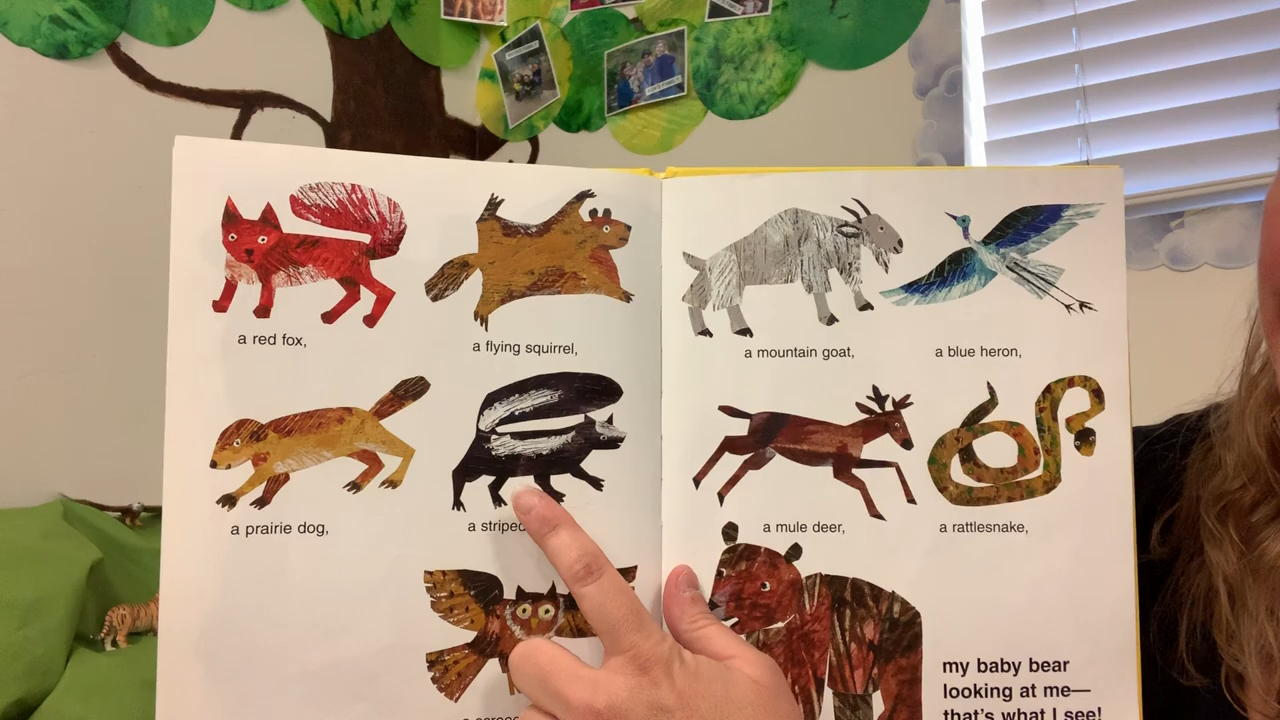 a red fox,
a flying squirrel,
a mountain goat,
a blue heron,
a prairie dog,
a striped
a mule deer,
a rattlesnake,
my baby bear
looking at me—
that's what I see!